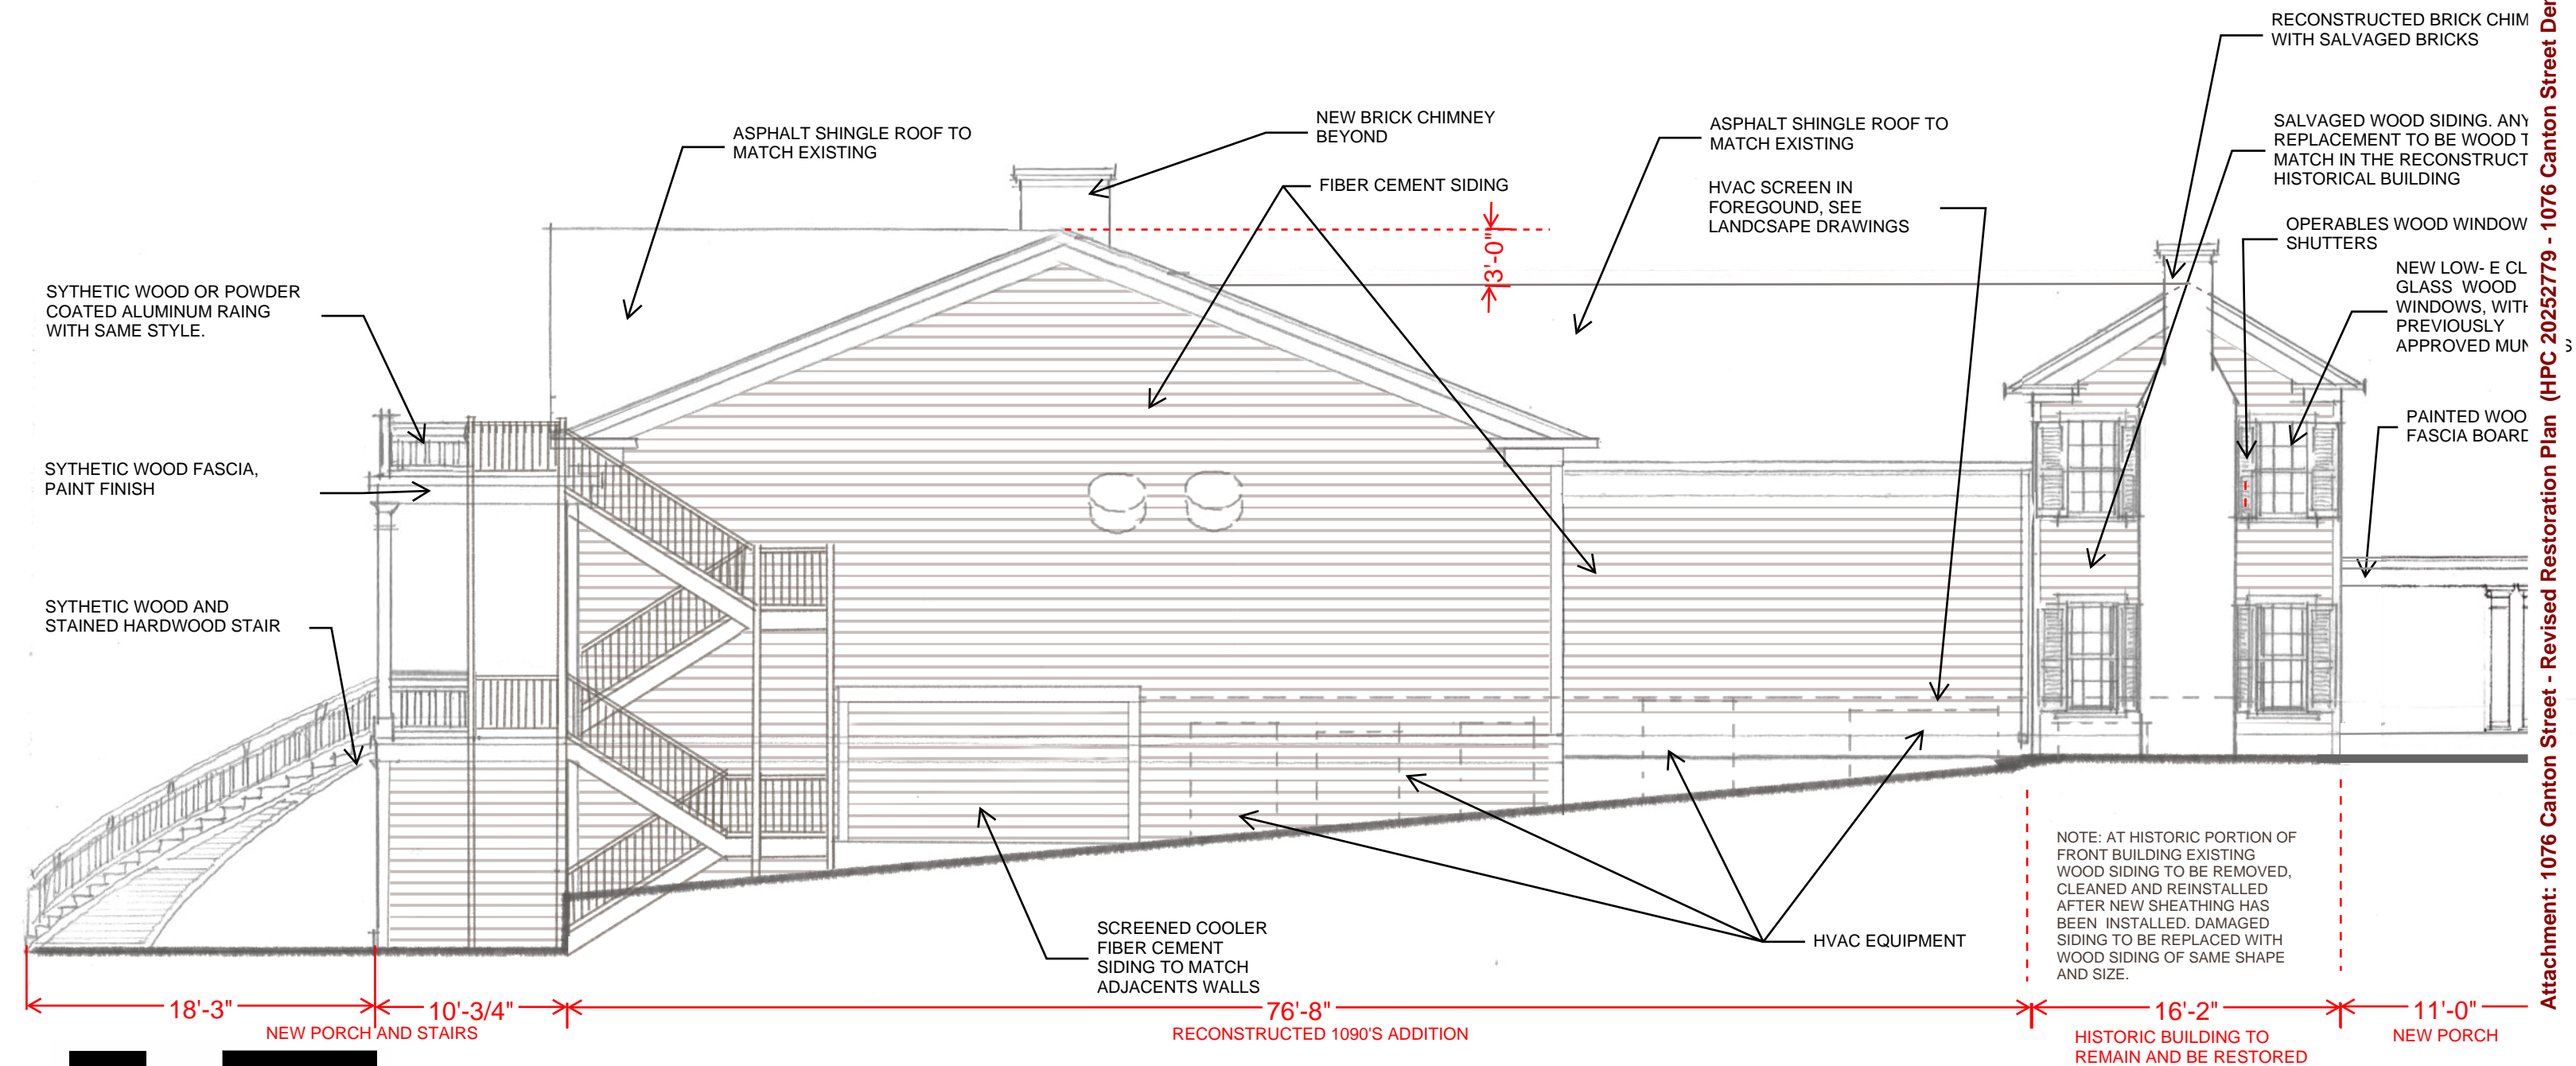 RECONSTRUCTED BRICK CHIM
WITH SALVAGED BRICKS
ASPHALT SHINGLE ROOF TO
MATCH EXISTING
NEW BRICK CHIMNEY
BEYOND
FIBER CEMENT SIDING
ASPHALT SHINGLE ROOF TO
MATCH EXISTING
HVAC SCREEN IN
FOREGOUND, SEE
LANDCSAPE DRAWINGS
SALVAGED WOOD SIDING. ANY
REPLACEMENT TO BE WOOD T
MATCH IN THE RECONSTRUCT
HISTORICAL BUILDING
OPERABLES WOOD WINDOW
SHUTTERS
NEW LOW- E CL
GLASS WOOD
WINDOWS, WITH
PREVIOUSLY
APPROVED MUN S
PAINTED WOO
FASCIA BOARD
3'-0"
SYTHETIC WOOD OR POWDER
COATED ALUMINUM RAING
WITH SAME STYLE.
SYTHETIC WOOD FASCIA,
PAINT FINISH
SYTHETIC WOOD AND
STAINED HARDWOOD STAIR
SCREENED COOLER
FIBER CEMENT
SIDING TO MATCH
ADJACENTS WALLS
HVAC EQUIPMENT
NOTE: AT HISTORIC PORTION OF
FRONT BUILDING EXISTING
WOOD SIDING TO BE REMOVED,
CLEANED AND REINSTALLED
AFTER NEW SHEATHING HAS
BEEN INSTALLED. DAMAGED
SIDING TO BE REPLACED WITH
WOOD SIDING OF SAME SHAPE
AND SIZE.
18'-3"
10'-3/4"
76'-8"
16'-2"
11'-0"
NEW PORCH AND STAIRS
RECONSTRUCTED 1090'S ADDITION
HISTORIC BUILDING TO
REMAIN AND BE RESTORED
NEW PORCH
Attachment: 1076 Canton Street - Revised Restoration Plan (HPC 20252779 - 1076 Canton Street Der